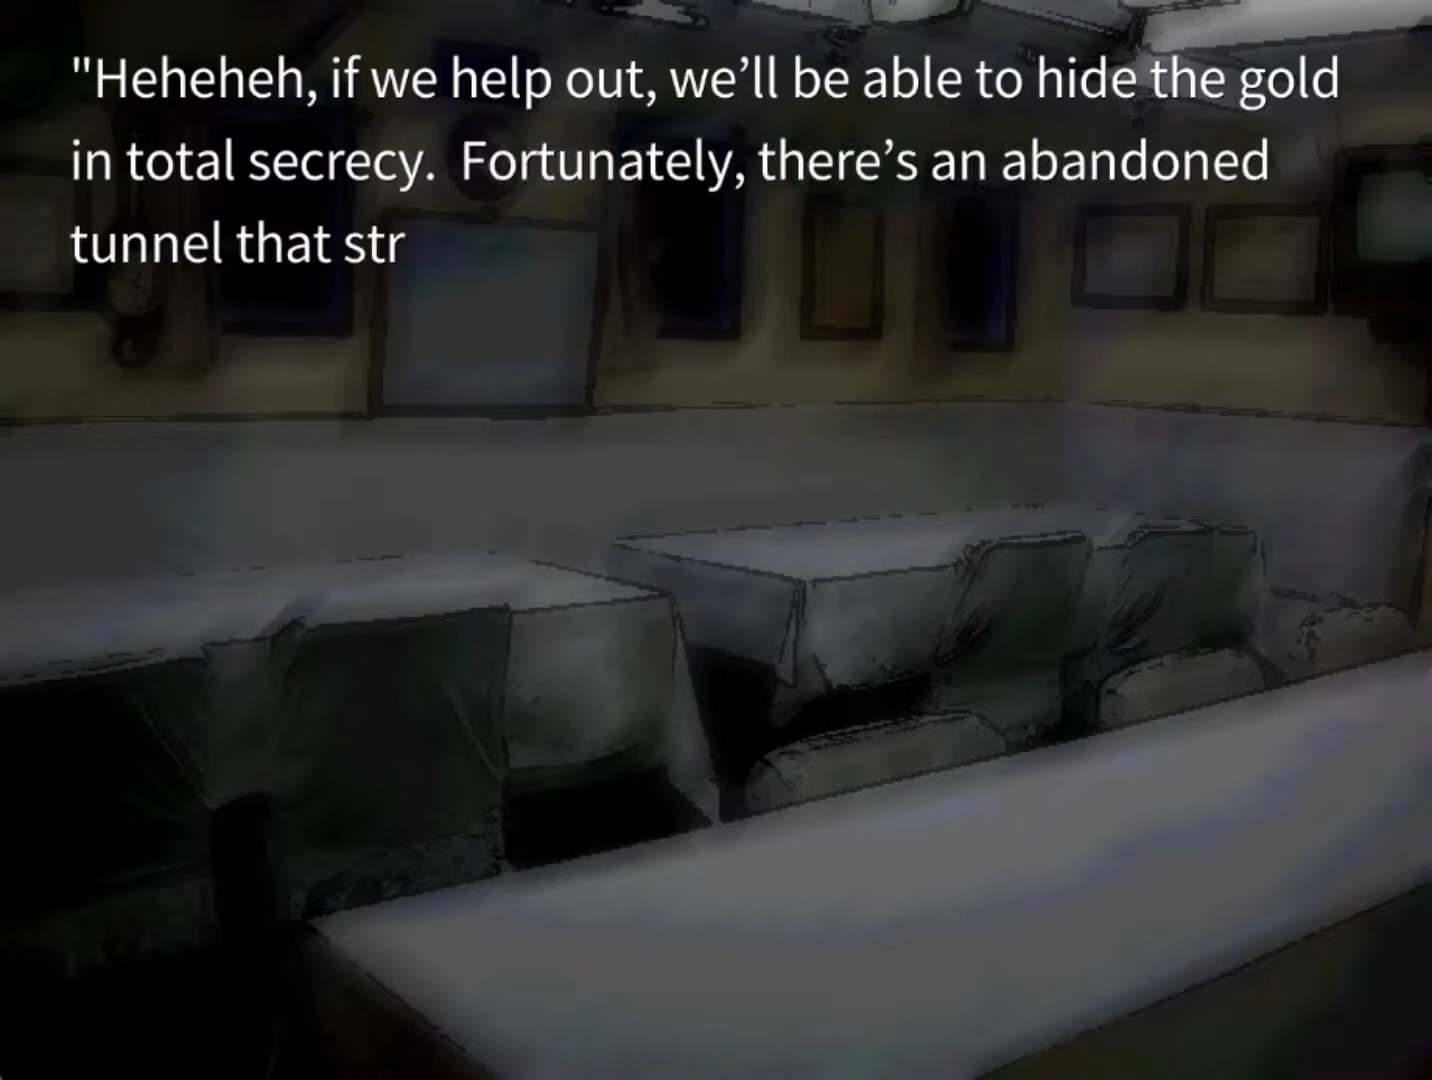 "Heheheh, if we help out, we’ll be able to hide the gold
in total secrecy.  Fortunately, there’s an abandoned
tunnel that str